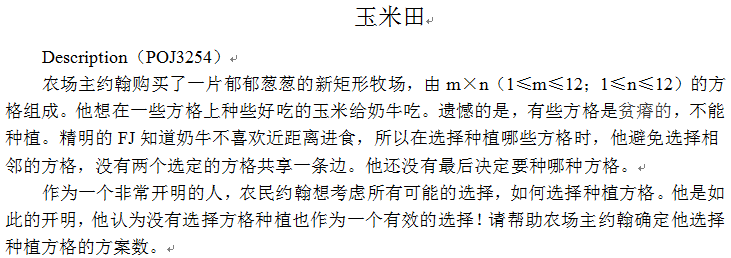 玉米田
Description（POJ3254）
农场主约翰购买了一片郁郁葱葱的新矩形牧场，由 m×n（1≤m≤12；1≤n≤12）的方
格组成。他想在一些方格上种些好吃的玉米给奶牛吃。遗憾的是，有些方格是贫瘠的，不能
种植。精明的 FJ 知道奶牛不喜欢近距离进食，所以在选择种植哪些方格时，他避免选择相
邻的方格，没有两个选定的方格共享一条边。他还没有最后决定要种哪种方格。
作为一个非常开明的人，农民约翰想考虑所有可能的选择，如何选择种植方格。他是如
此的开明，他认为没有选择方格种植也作为一个有效的选择！请帮助农场主约翰确定他选择
种植方格的方案数。